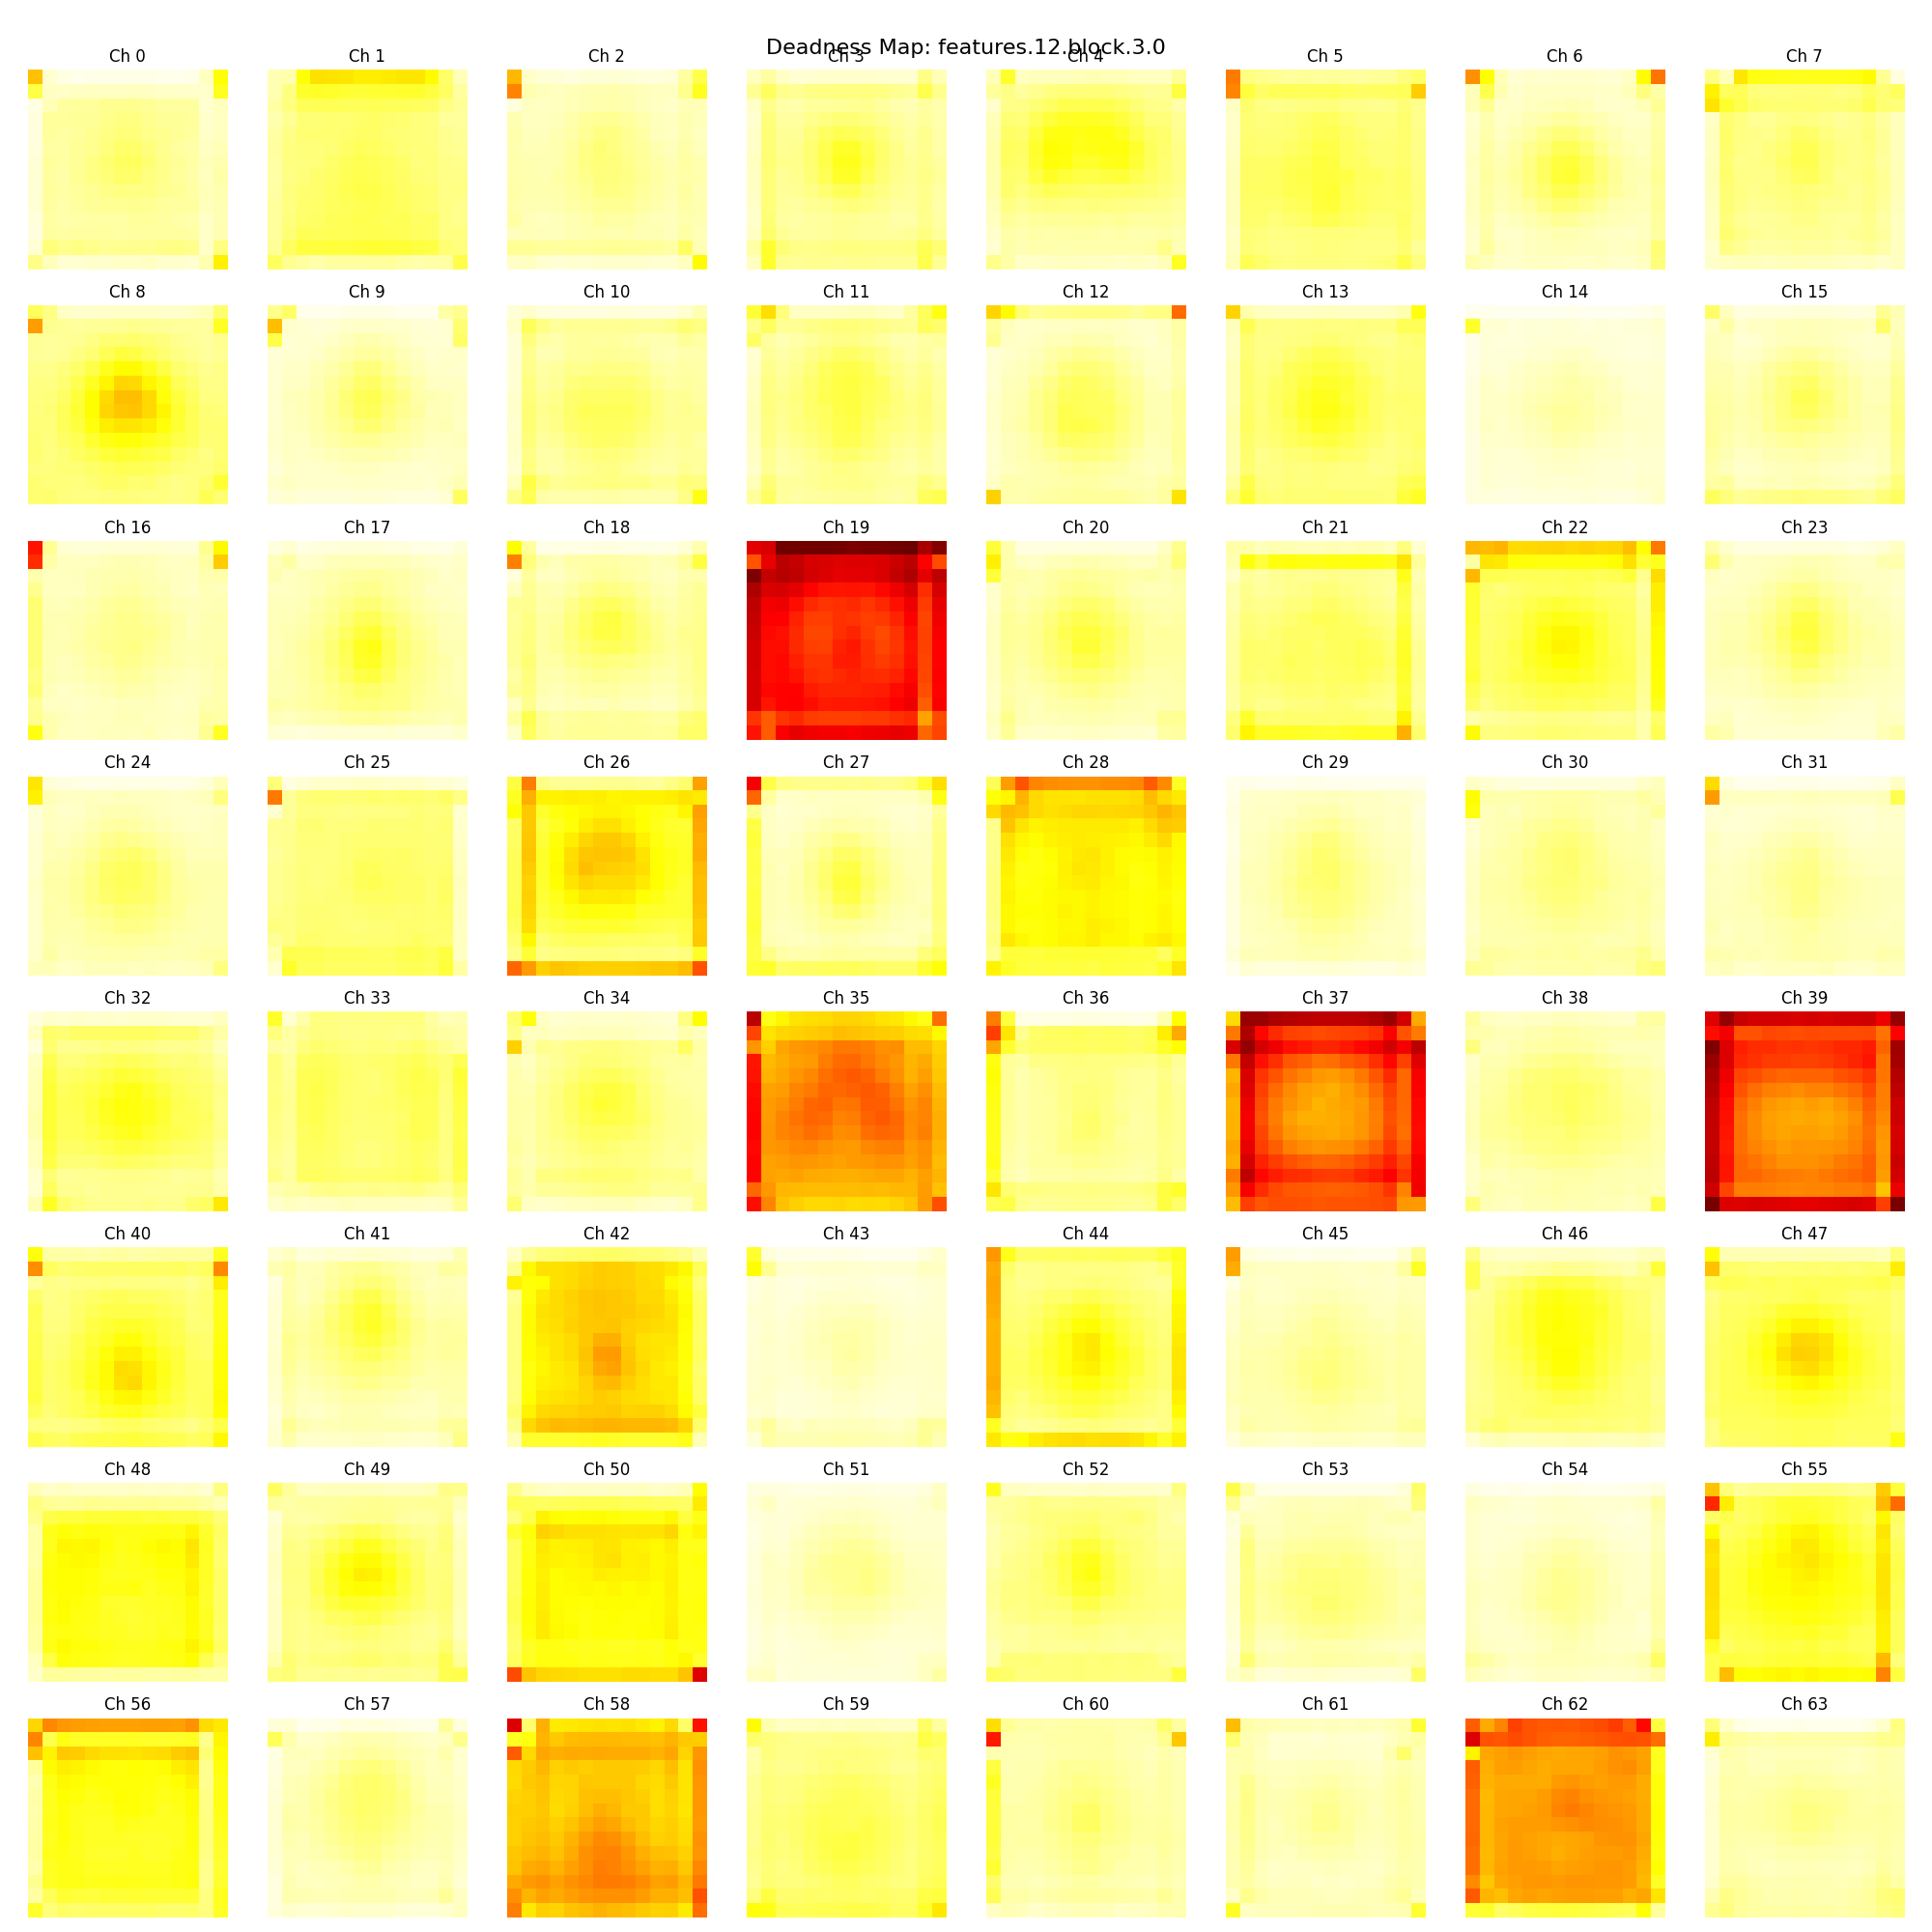 Deadness Map: features.12.block.3.0
Ch 0 Ch 1 Ch 2 Ch 3 Ch 4 Ch 5 Ch 6 Ch 7
Ch 8 Ch 9 Ch 10 Ch 11 Ch 12 Ch 13 Ch 14 Ch 15
Ch 16 Ch 17 Ch 18 Ch 19 Ch 20 Ch 21 Ch 22 Ch 23
Ch 24 Ch 25 Ch 26 Ch 27 Ch 28 Ch 29 Ch 30 Ch 31
Ch 32 Ch 33 Ch 34 Ch 35 Ch 36 Ch 37 Ch 38 Ch 39
Ch 40 Ch 41 Ch 42 Ch 43 Ch 44 Ch 45 Ch 46 Ch 47
Ch 48 Ch 49 Ch 50 Ch 51 Ch 52 Ch 53 Ch 54 Ch 55
Ch 56 Ch 57 Ch 58 Ch 59 Ch 60 Ch 61 Ch 62 Ch 63